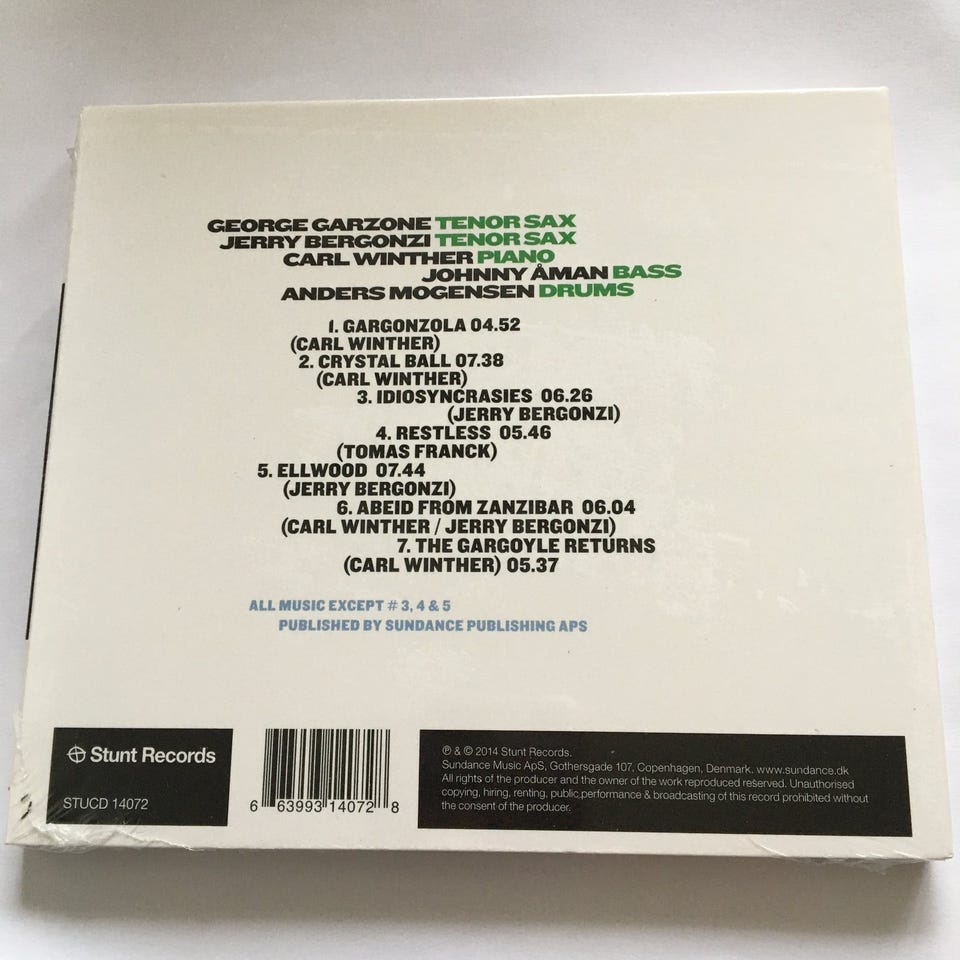 GEORGE GARZONE TENOR SAX
JERRY BERGONZI TENOR SAX
CARL WINTHER PIANO
JOHNNY ÅMAN BASS
ANDERS MOGENSEN DRUMS
1. GARGONZOLA 04.52
(CARL WINTHER)
2. CRYSTAL BALL 07.38
(CARL WINTHER)
3. IDIOSYNCRASIES 06.26
(JERRY BERGONZI)
4. RESTLESS 05.46
(TOMAS FRANCK)
5. ELLWOOD 07.44
(JERRY BERGONZI)
6. ABEID FROM ZANZIBAR 06.04
(CARL WINTHER / JERRY BERGONZI)
7. THE GARGOYLE RETURNS
(CARL WINTHER) 05.37
ALL MUSIC EXCEPT # 3, 4 & 5
PUBLISHED BY SUNDANCE PUBLISHING APS
Stunt Records
STUCD 14072
6 63993 14072 8
℗ & © 2014 Stunt Records.
Sundance Music ApS, Gothersgade 107, Copenhagen, Denmark. www.sundance.dk
All rights of the producer and the owner of the work reproduced reserved. Unauthorised
copying, hiring, renting, public performance & broadcasting of this record prohibited without
the consent of the producer.